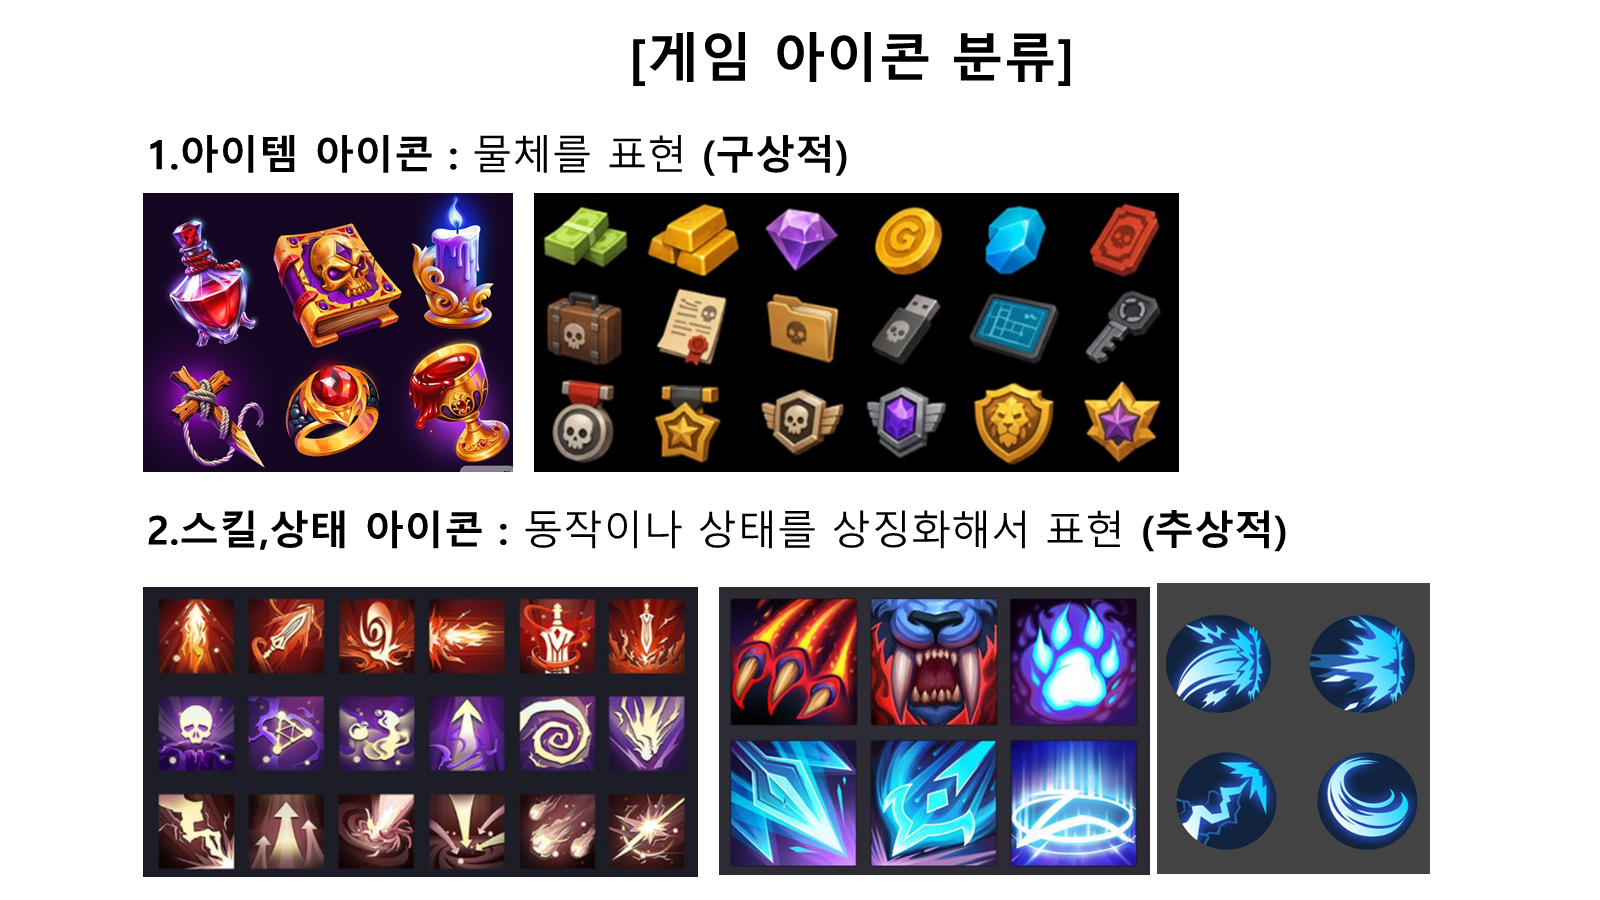 [게임 아이콘 분류]
1.아이템 아이콘 : 물체를 표현 (구상적)
G
2.스킬,상태 아이콘 : 동작이나 상태를 상징화해서 표현 (추상적)